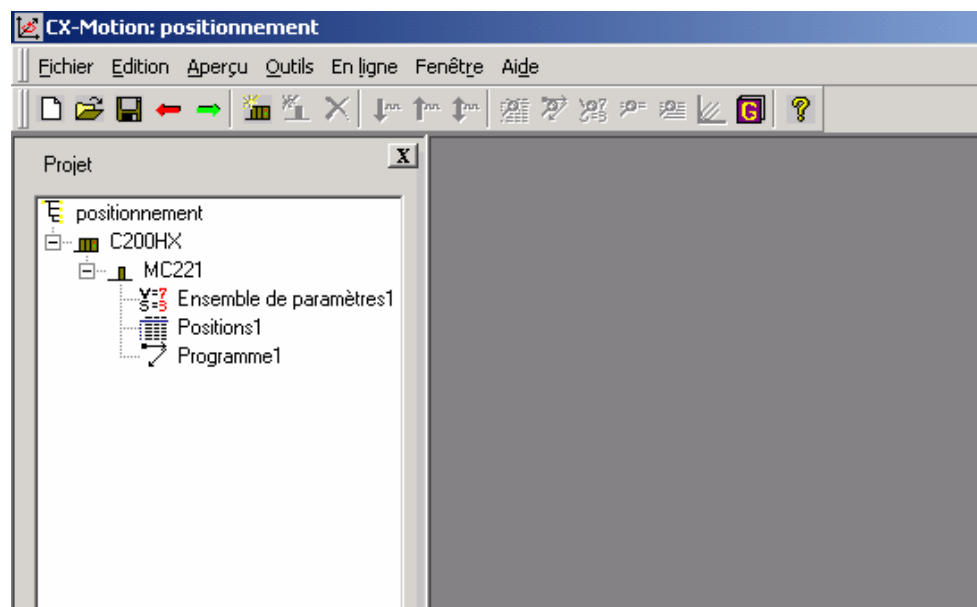 CX-Motion: positionnement
Fichier Edition Aperçu Outils En ligne Fenêtre Aide
G ?
Projet X
positionnement
C200HX
MC221
V=? S=3 Ensemble de paramètres1
Positions1
Programme1